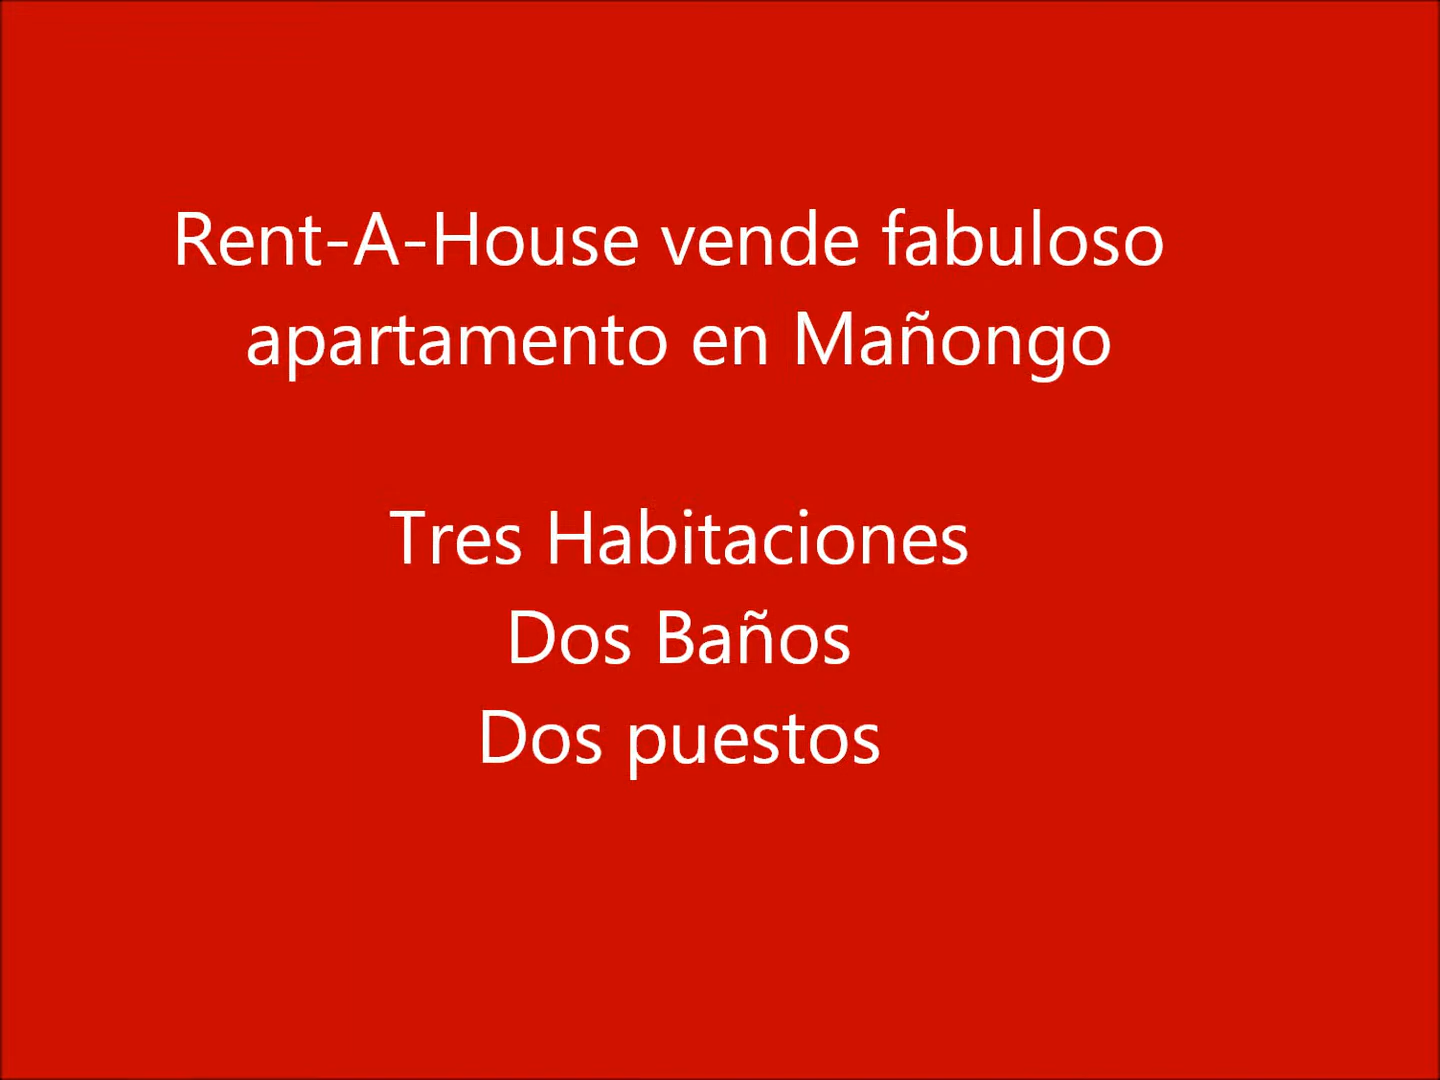 Rent-A-House vende fabuloso
apartamento en Mañongo
Tres Habitaciones
Dos Baños
Dos puestos